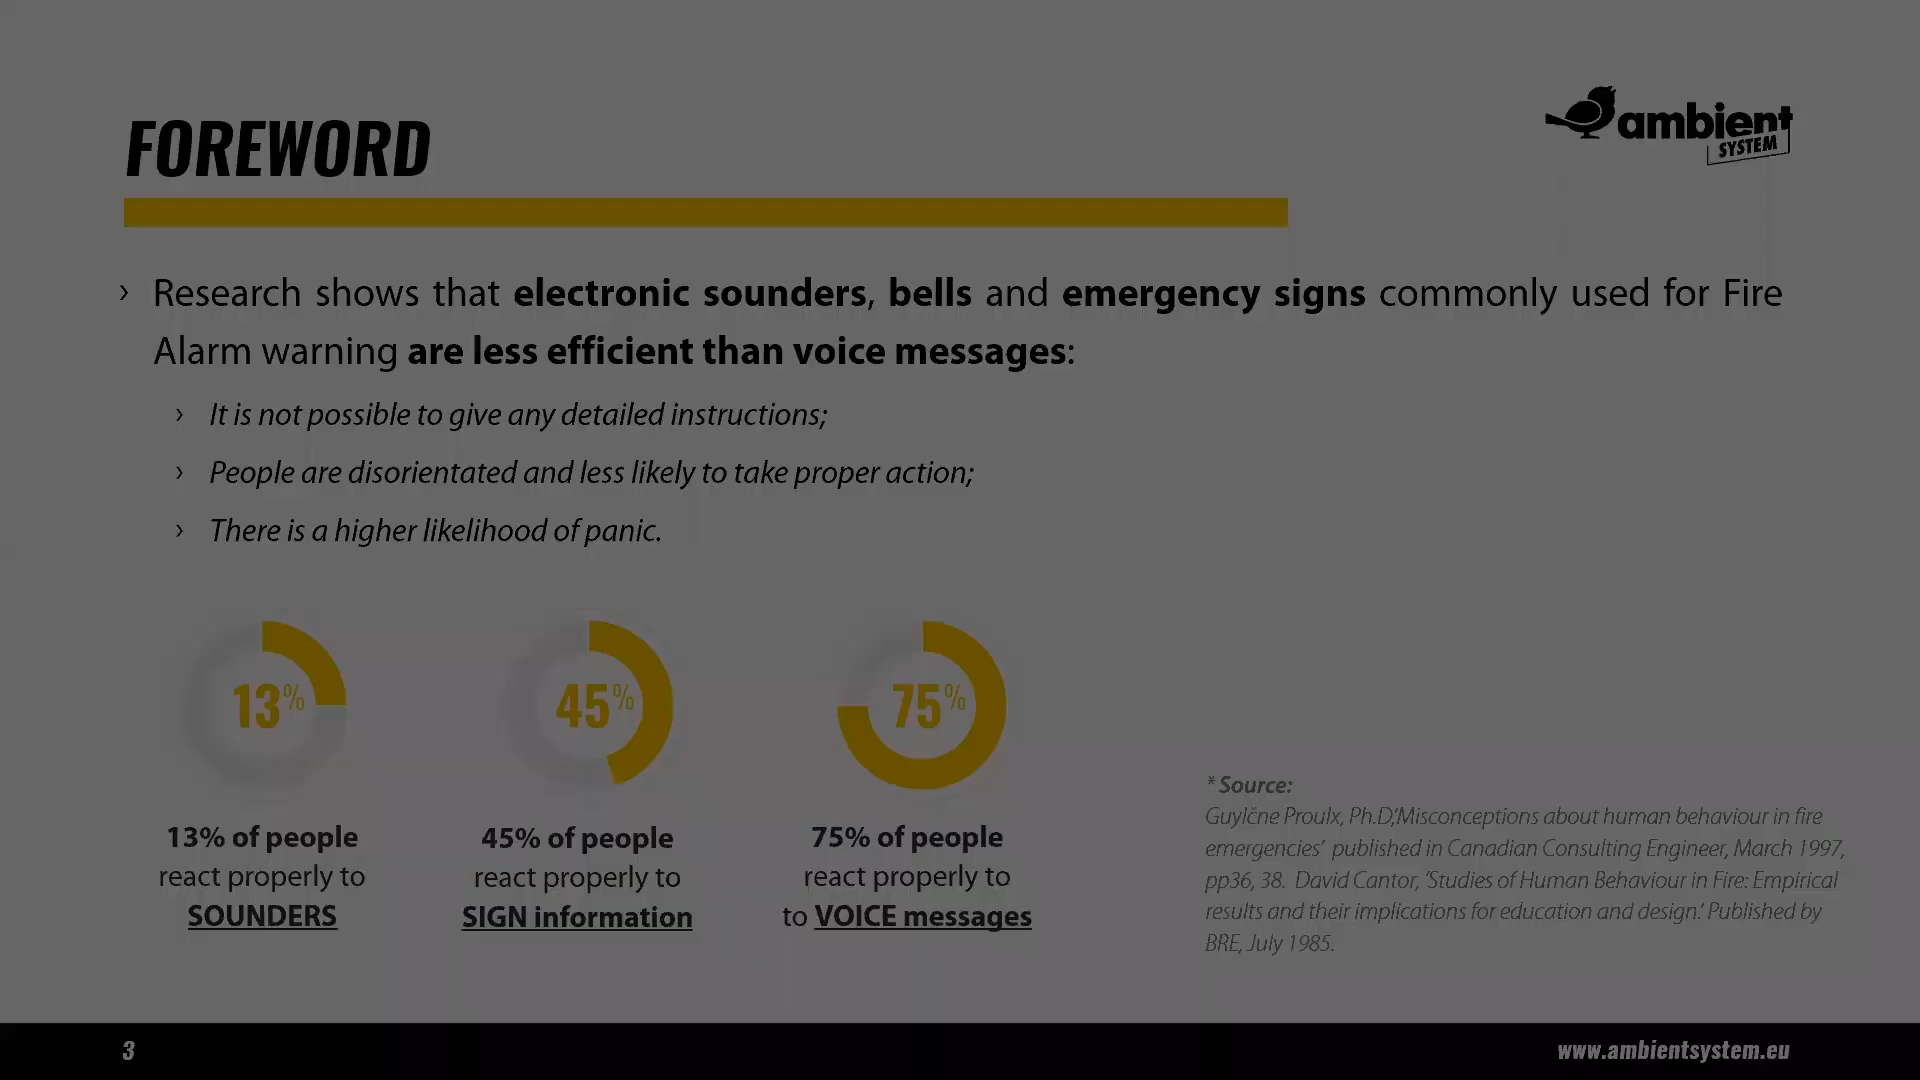 FOREWORD
ambient
SYSTEM
› Research shows that electronic sounders, bells and emergency signs commonly used for Fire
Alarm warning are less efficient than voice messages:
› It is not possible to give any detailed instructions;
› People are disorientated and less likely to take proper action;
› There is a higher likelihood of panic.
13%
45%
75%
13% of people
react properly to
SOUNDERS
45% of people
react properly to
SIGN information
75% of people
react properly to
to VOICE messages
* Source:
Guylčne Proulx, Ph.D,‘Misconceptions about human behaviour in fire
emergencies’ published in Canadian Consulting Engineer, March 1997,
pp36, 38. David Cantor, ‘Studies of Human Behaviour in Fire: Empirical
results and their implications for education and design.’ Published by
BRE, July 1985.
3
www.ambientsystem.eu